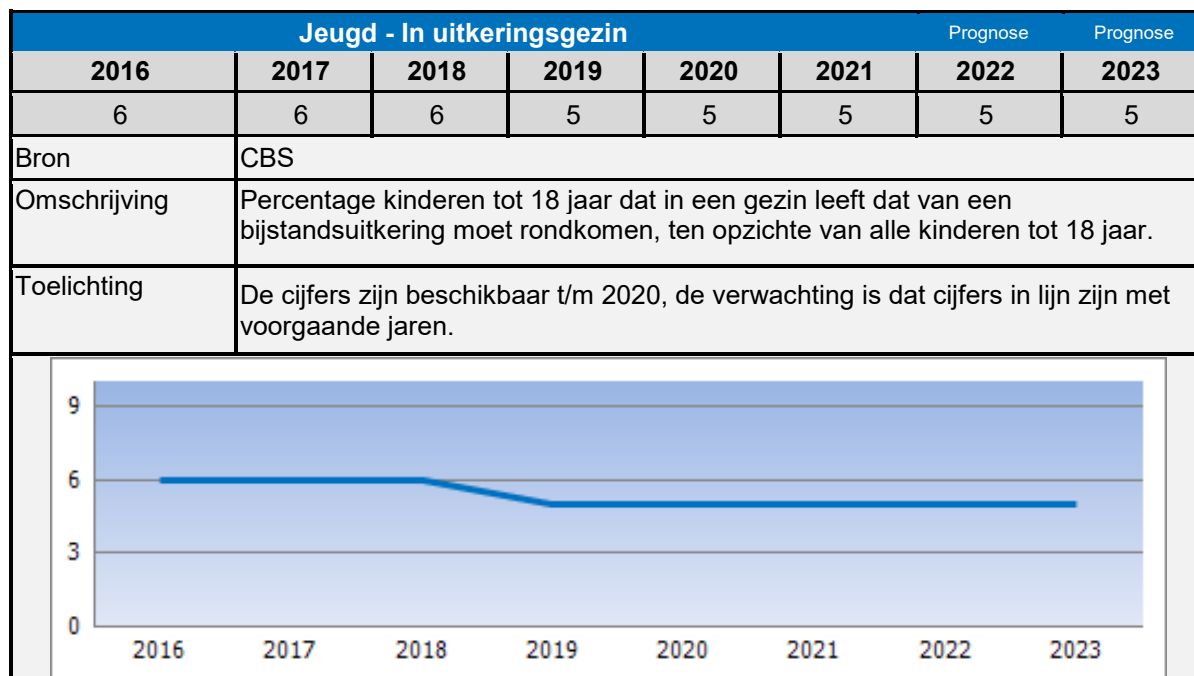 Jeugd - In uitkeringsgezin Prognose Prognose
2016 2017 2018 2019 2020 2021 2022 2023
6 6 6 5 5 5 5 5
Bron CBS
Omschrijving Percentage kinderen tot 18 jaar dat in een gezin leeft dat van een
bijstandsuitkering moet rondkomen, ten opzichte van alle kinderen tot 18 jaar.
Toelichting De cijfers zijn beschikbaar t/m 2020, de verwachting is dat cijfers in lijn zijn met
voorgaande jaren.
9
6
3
0
2016 2017 2018 2019 2020 2021 2022 2023